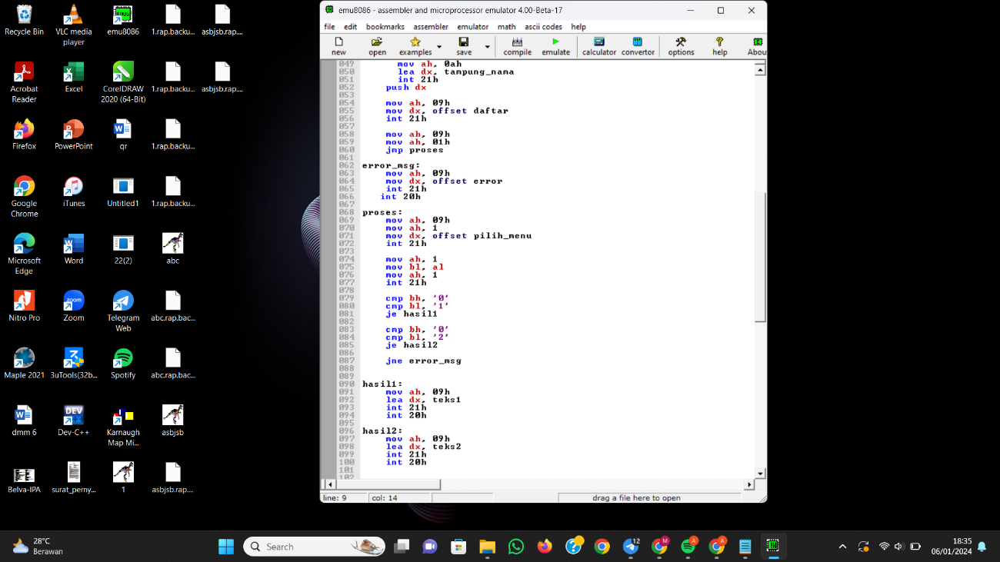 Recycle Bin
VLC media player
emu8086
1.rap.backu...
asbjsb.rap....
Acrobat Reader
Excel
CorelDRAW 2020 (64-Bit)
1.rap.backu...
asbjsb.rap....
Firefox
PowerPoint
qr
1.rap.backu...
Google Chrome
iTunes
Untitled1
1.rap.backu...
Microsoft Edge
Word
22(2)
abc
Nitro Pro
Zoom
Telegram Web
abc.rap.bac...
Maple 2021
3uTools(32b...
Spotify
abc.rap.bac...
dmm 6
Dev-C++
Karnaugh Map Mi...
asbjsb
Belva-IPA
surat_perny...
1
asbjsb.rap....
emu8086 - assembler and microprocessor emulator 4.00-Beta-17
file edit bookmarks assembler emulator math ascii codes help
new open examples save compile emulate calculator convertor options help Abou
049 mov ah, 0ah
050 lea dx, tampung_nama
051 int 21h
052 push dx
053
054 mov ah, 09h
055 mov dx, offset daftar
056 int 21h
057
058 mov ah, 09h
059 mov ah, 01h
060 jmp proses
061
062 error_msg:
063 mov ah, 09h
064 mov dx, offset error
065 int 21h
066 int 20h
067
068 proses:
069 mov ah, 09h
070 mov ah, 1
071 mov dx, offset pilih_menu
072 int 21h
073
074 mov ah, 1
075 mov bl, al
076 mov ah, 1
077 int 21h
078
079 cmp bh, '0'
080 cmp bl, '1'
081 je hasil1
082
083 cmp bh, '0'
084 cmp bl, '2'
085 je hasil2
086
087 jne error_msg
088
089
090 hasil1:
091 mov ah, 09h
092 lea dx, teks1
093 int 21h
094 int 20h
095
096 hasil2:
097 mov ah, 09h
098 lea dx, teks2
099 int 21h
100 int 20h
101
102
line: 9 col: 14 drag a file here to open
28°C
Berawan
Search
12
M
A
A
18:35
06/01/2024